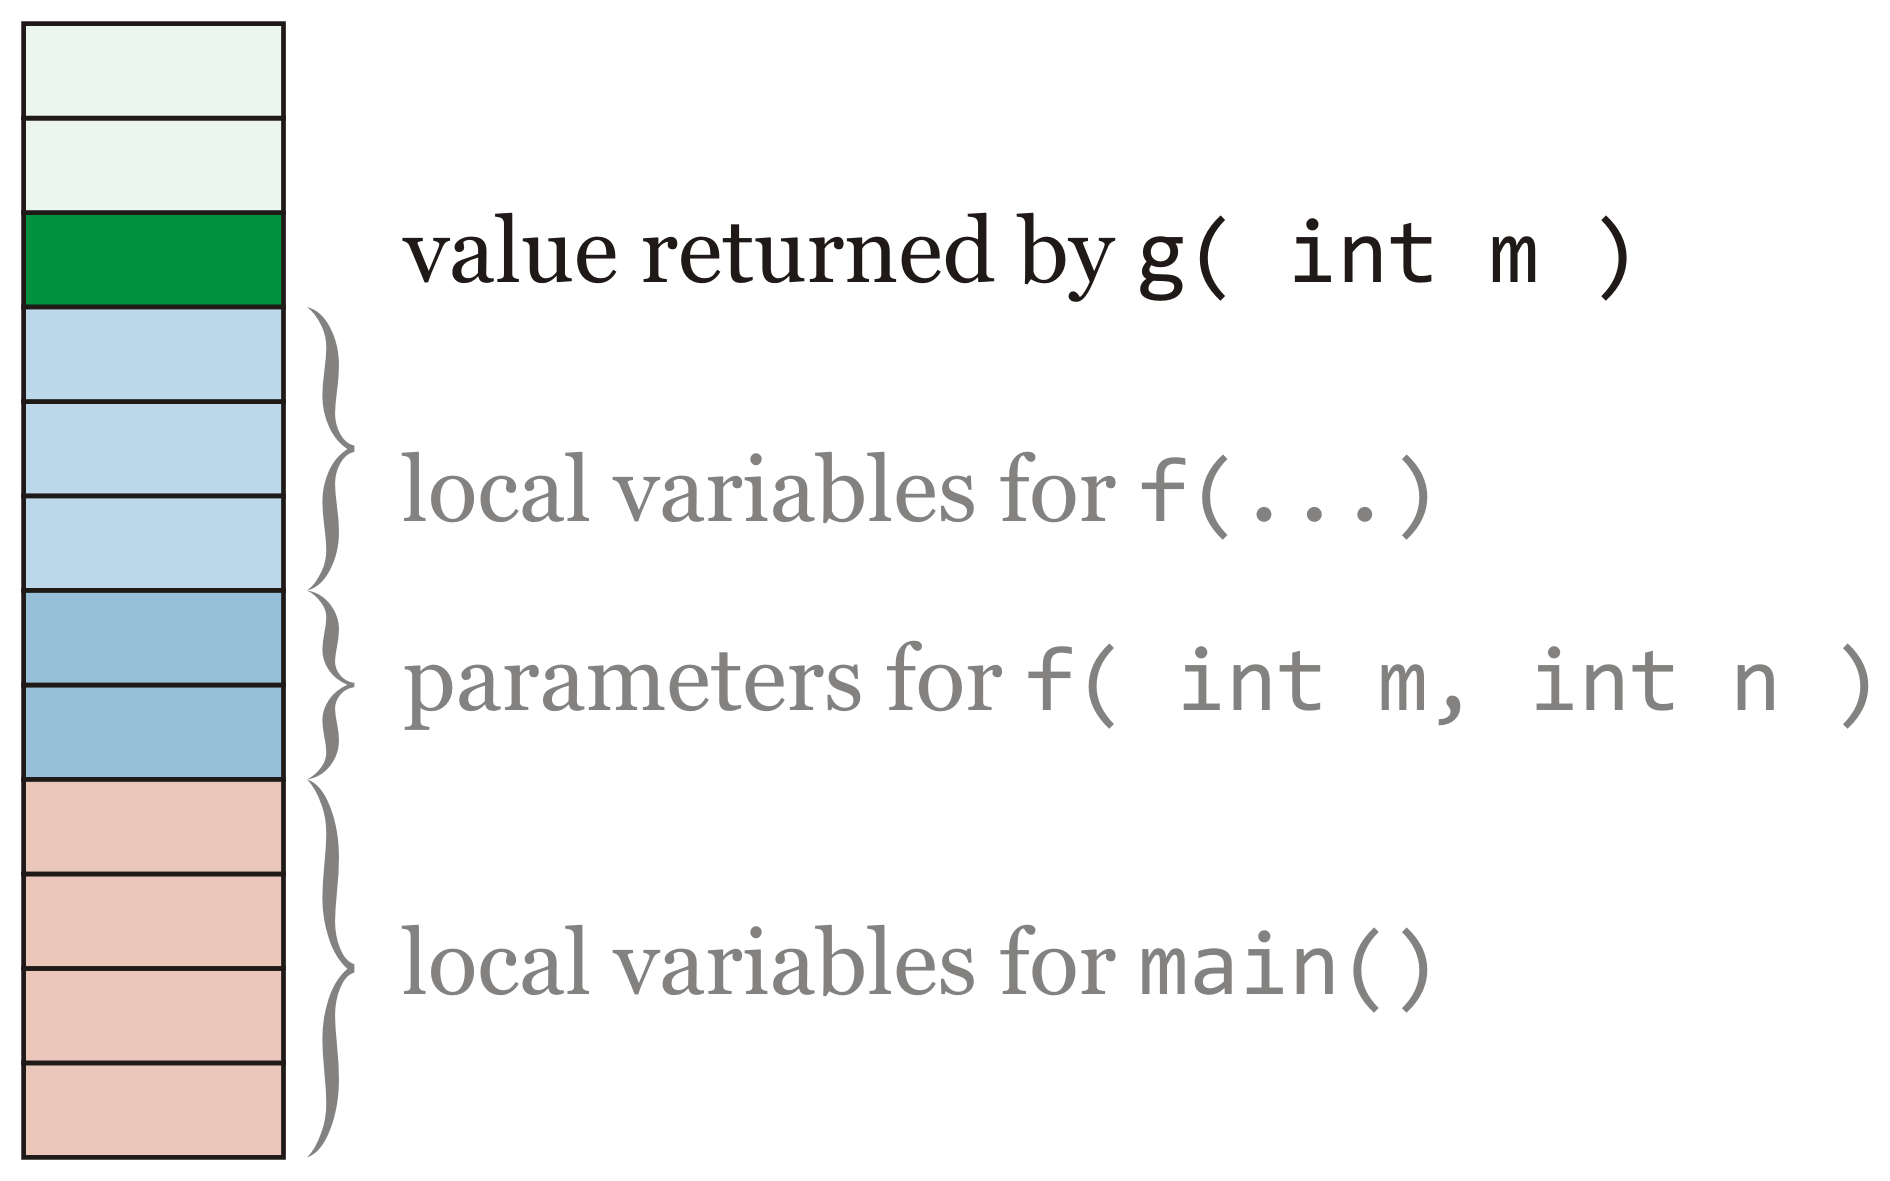 value returned by g( int m )
local variables for f(...)
parameters for f( int m, int n )
local variables for main()